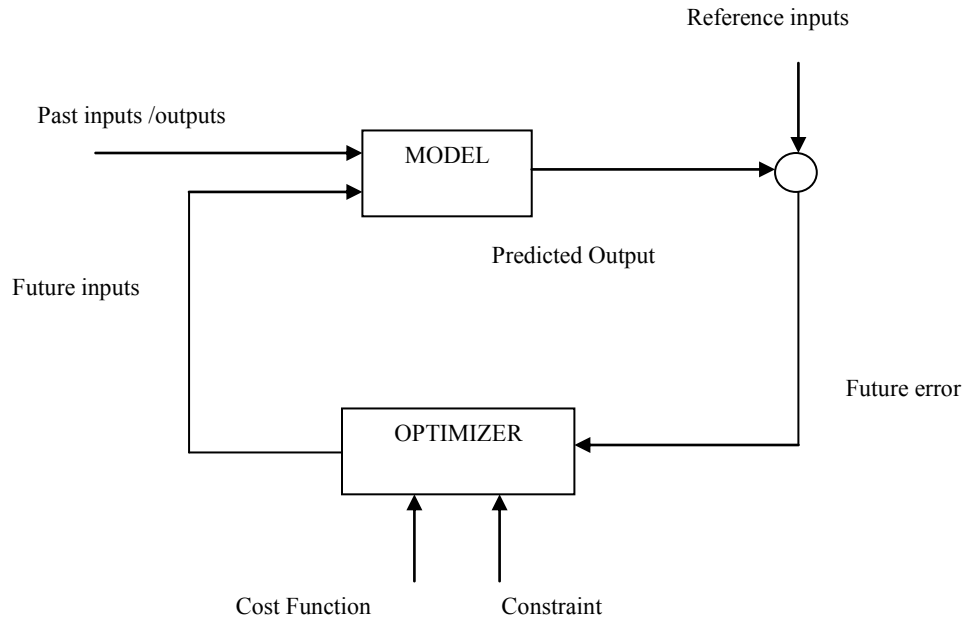 Reference inputs
Past inputs /outputs
MODEL
Predicted Output
Future inputs
Future error
OPTIMIZER
Cost Function
Constraint